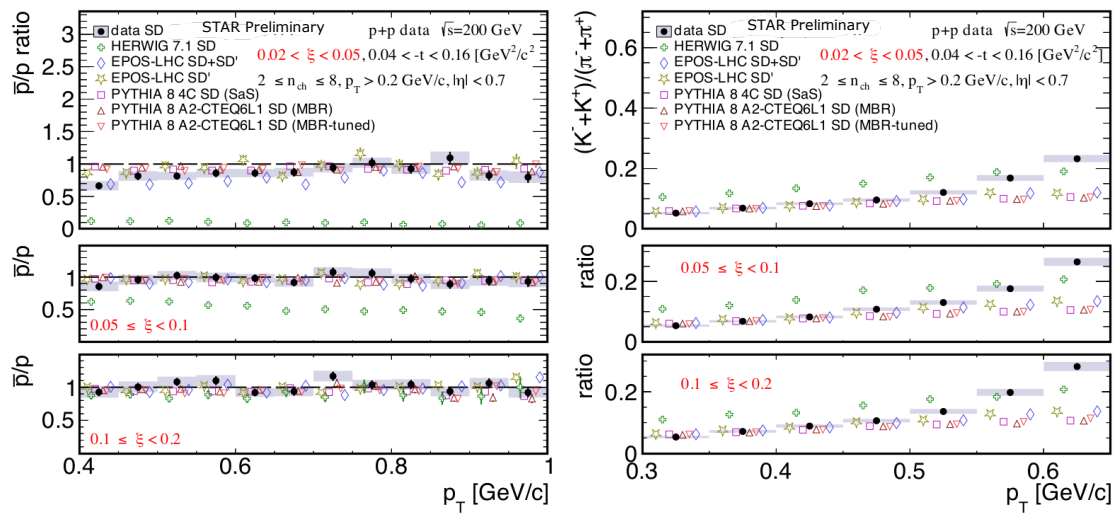 STAR Preliminary
p+p data √s=200 GeV
0.02 < ξ < 0.05, 0.04 < -t < 0.16 [GeV²/c²]
2 ≤ n_ch ≤ 8, p_T > 0.2 GeV/c, |η| < 0.7
data SD
HERWIG 7.1 SD
EPOS-LHC SD+SD'
EPOS-LHC SD'
PYTHIA 8 4C SD (SaS)
PYTHIA 8 A2-CTEQ6L1 SD (MBR)
PYTHIA 8 A2-CTEQ6L1 SD (MBR-tuned)
p̅/p ratio
3
2.5
2
1.5
1
0.5
0
p̅/p
1
0.5
0.05 ≤ ξ < 0.1
p̅/p
1
0.5
0.1 ≤ ξ < 0.2
0.4
0.6
0.8
1
p_T [GeV/c]
STAR Preliminary
p+p data √s=200 GeV
0.02 < ξ < 0.05, 0.04 < -t < 0.16 [GeV²/c²]
2 ≤ n_ch ≤ 8, p_T > 0.2 GeV/c, |η| < 0.7
data SD
HERWIG 7.1 SD
EPOS-LHC SD+SD'
EPOS-LHC SD'
PYTHIA 8 4C SD (SaS)
PYTHIA 8 A2-CTEQ6L1 SD (MBR)
PYTHIA 8 A2-CTEQ6L1 SD (MBR-tuned)
(K⁻+K⁺)/(π⁻+π⁺)
0.6
0.4
0.2
0
ratio
0.2
0
0.05 ≤ ξ < 0.1
ratio
0.2
0
0.1 ≤ ξ < 0.2
0.3
0.4
0.5
0.6
p_T [GeV/c]